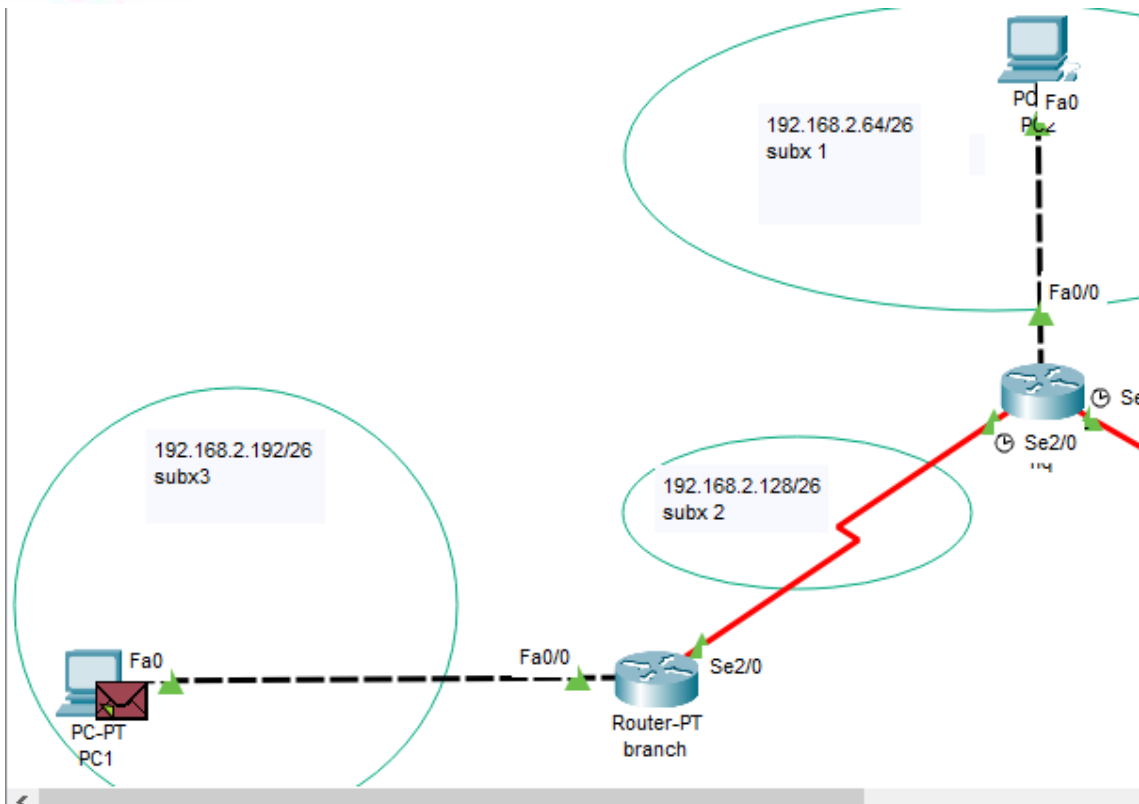 PC Fa0
PC2
192.168.2.64/26
subx 1
Fa0/0
Se
Se2/0
192.168.2.192/26
subx3
192.168.2.128/26
subx 2
Fa0
Fa0/0
Se2/0
PC-PT
PC1
Router-PT
branch